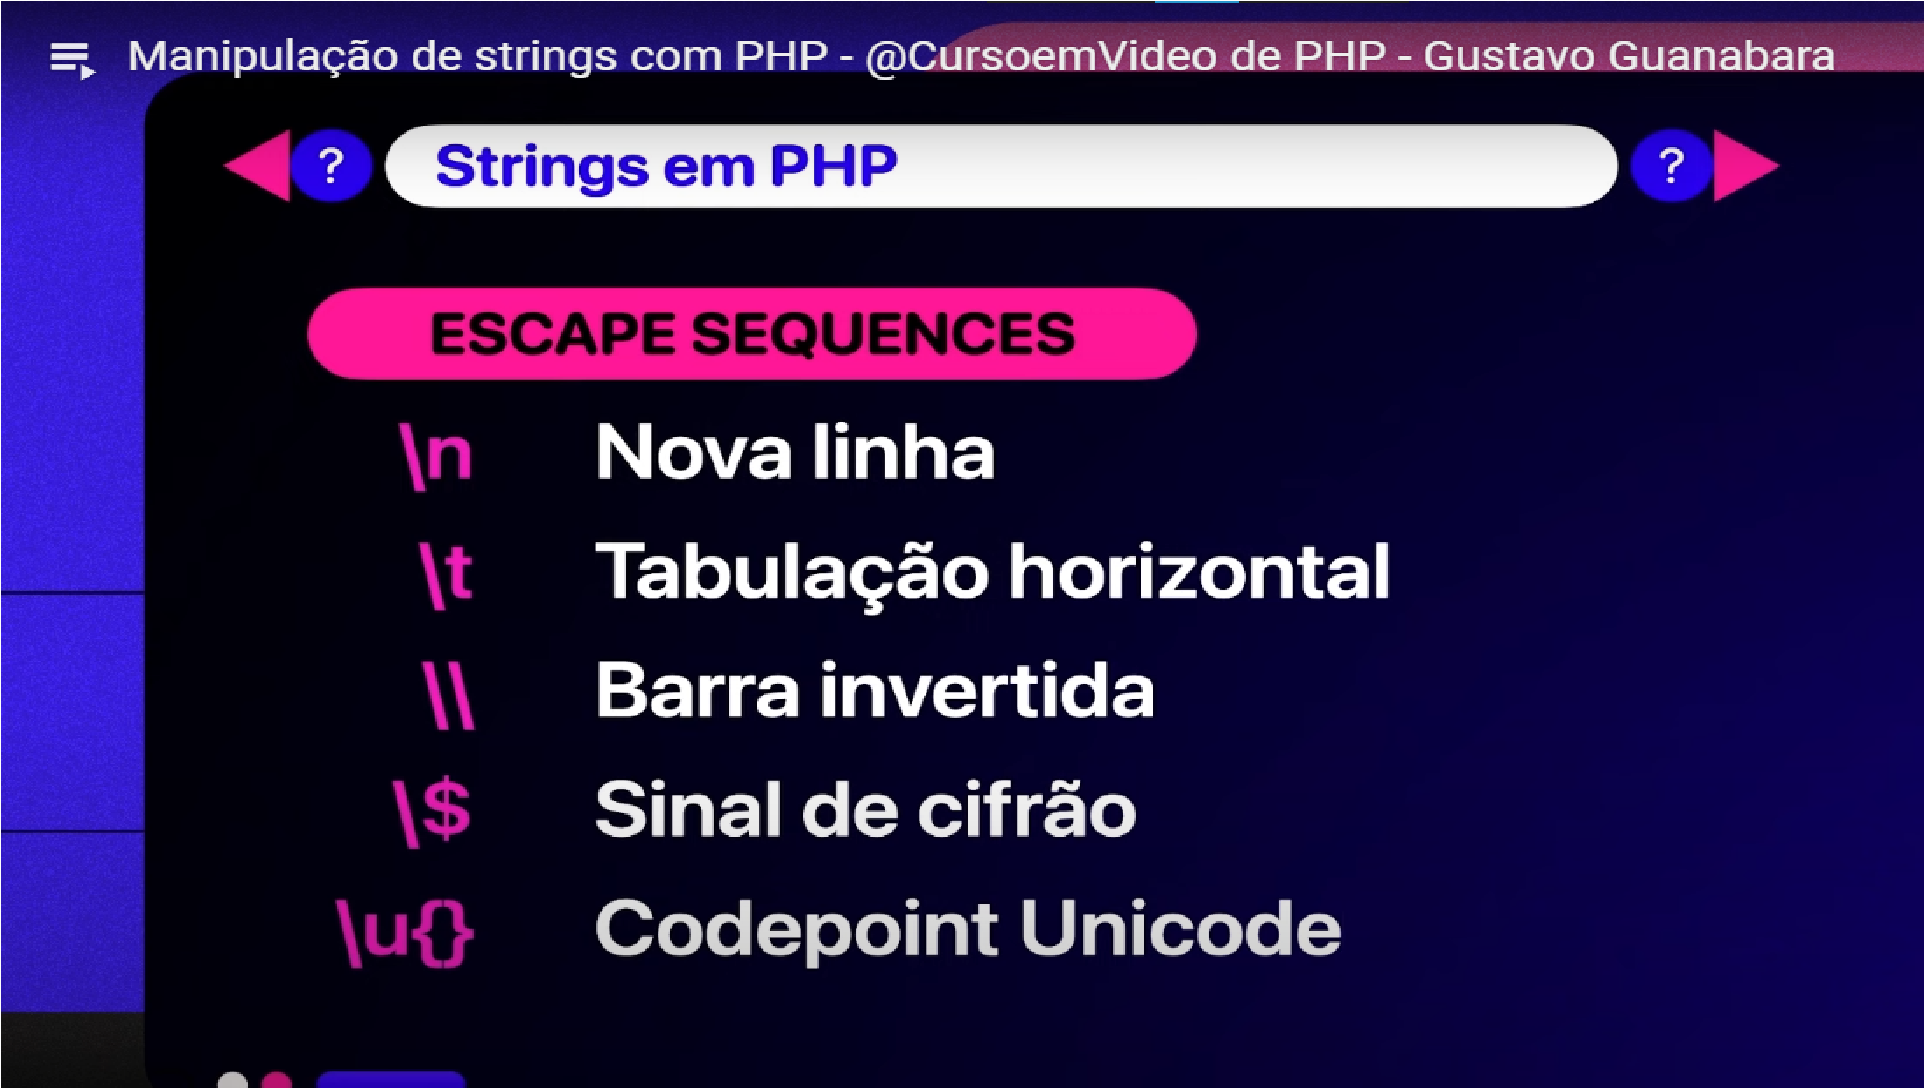 Manipulação de strings com PHP - @CursoemVideo de PHP - Gustavo Guanabara
? Strings em PHP ?
ESCAPE SEQUENCES
\n Nova linha
\t Tabulação horizontal
\\ Barra invertida
\$ Sinal de cifrão
\u{} Codepoint Unicode